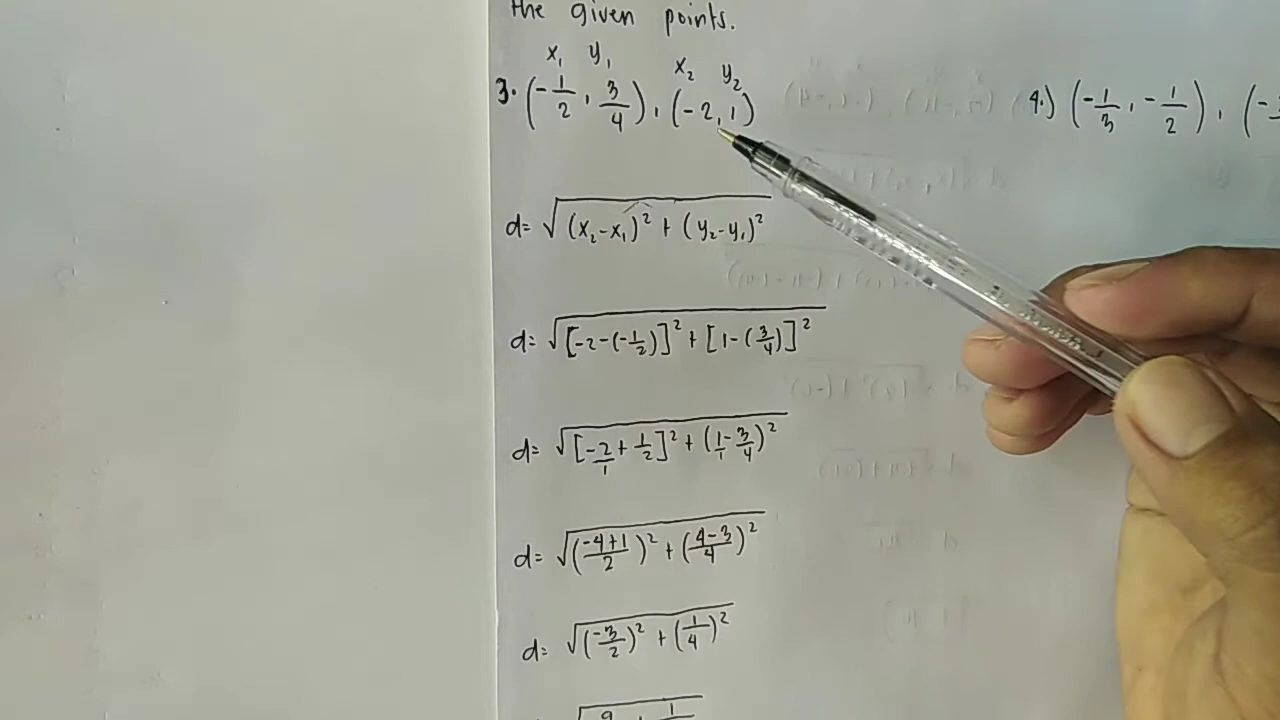 the given points.
x₁ y₁ x₂ y₂
3. (-1/2, 3/4), (-2, 1) 4.) (-1/3, -1/2), (-
d= √(x₂-x₁)² + (y₂-y₁)²
d= √[-2-(-1/2)]² + [1-(3/4)]²
d= √[-2/1 + 1/2]² + (1/1 - 3/4)²
d= √(-4+1/2)² + (4-3/4)²
d= √(-3/2)² + (1/4)²
√9 + 1